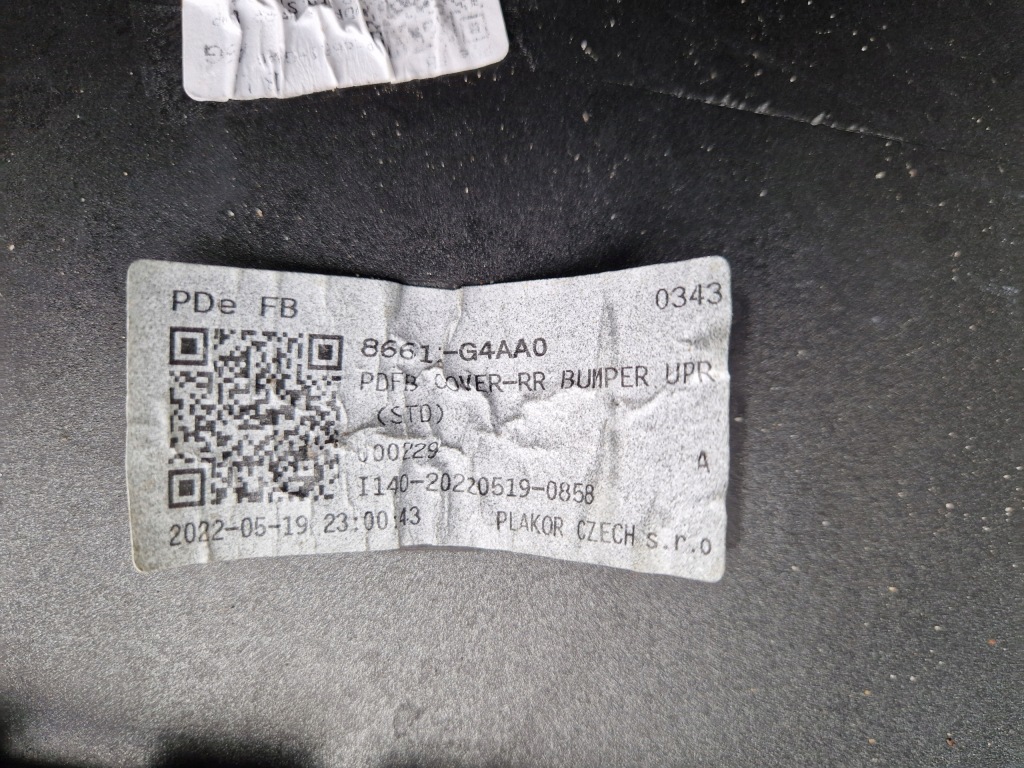 PDe FB
0343
8661:-G4AA0
PDFB COVER-RR BUMPER UPR
(STD)
000229
A
I140-20220519-0858
2022-05-19 23:00:43
PLAKOR CZECH s.r.o